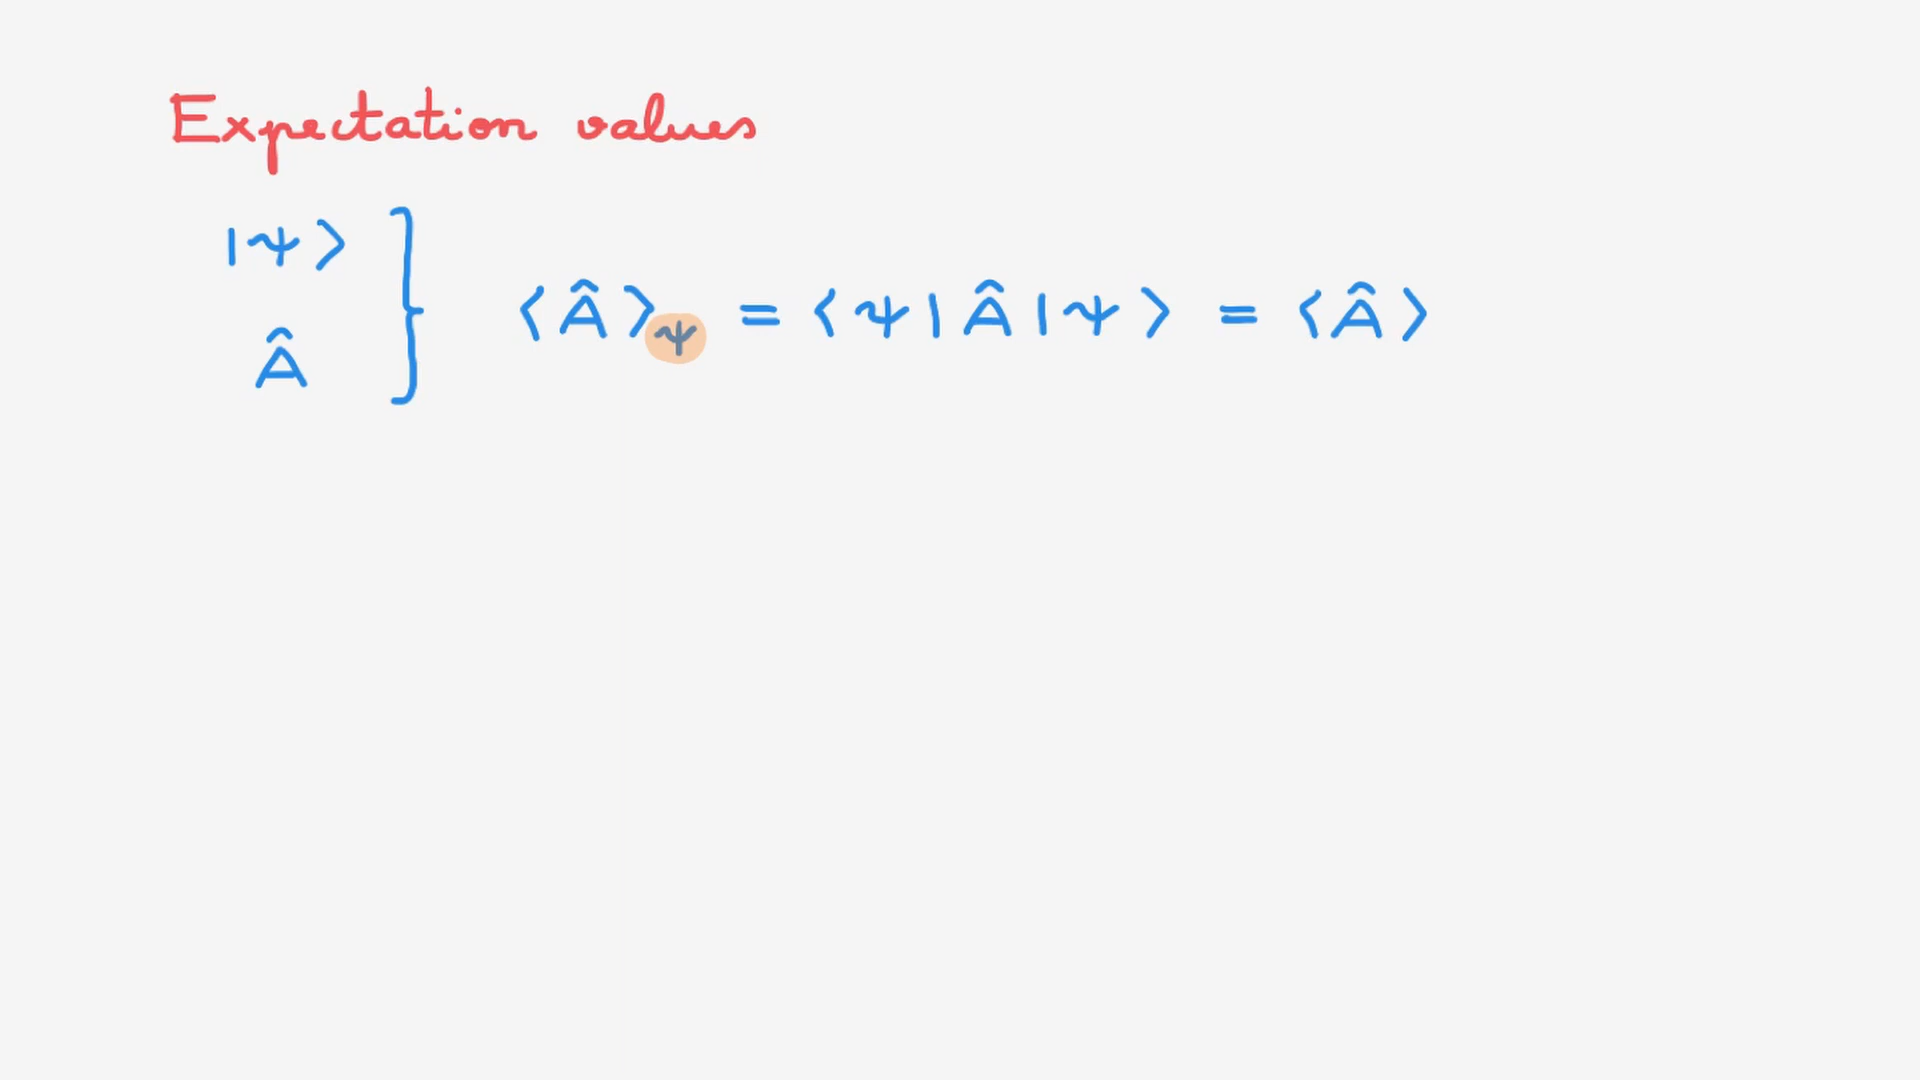 Expectation values
|ψ⟩
Â
⟨Â⟩ψ = ⟨ψ|Â|ψ⟩ = ⟨Â⟩